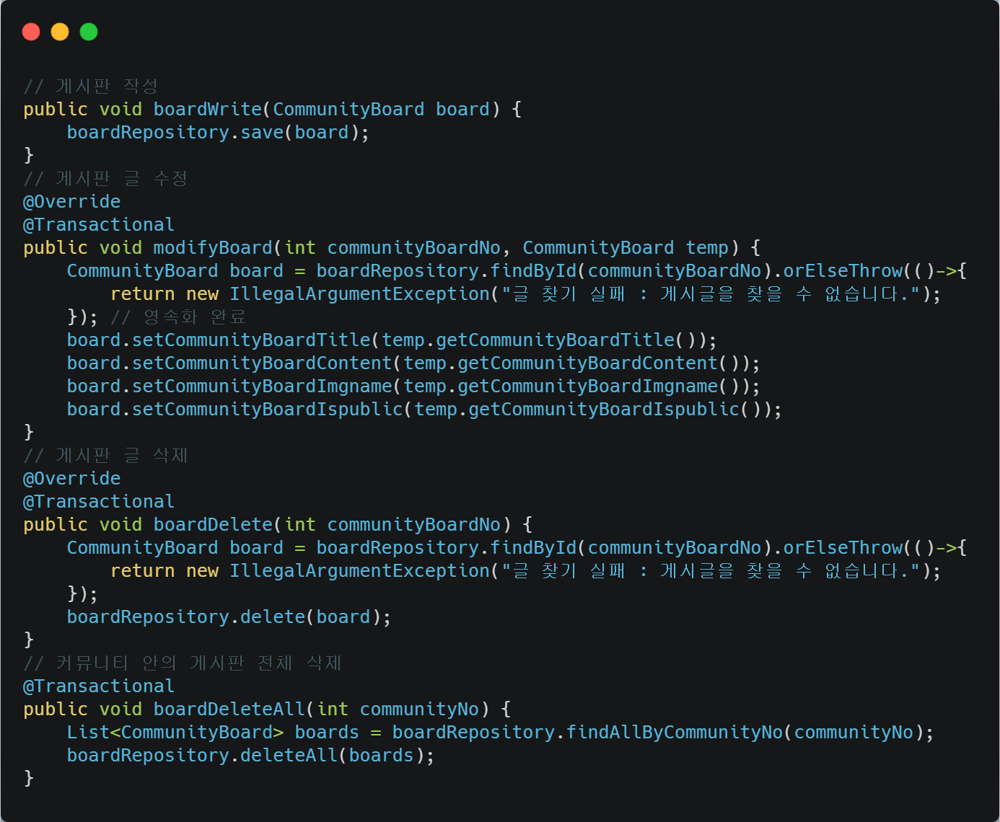 // 게시판 작성
public void boardWrite(CommunityBoard board) {
    boardRepository.save(board);
}
// 게시판 글 수정
@Override
@Transactional
public void modifyBoard(int communityBoardNo, CommunityBoard temp) {
    CommunityBoard board = boardRepository.findById(communityBoardNo).orElseThrow(()->{
        return new IllegalArgumentException("글 찾기 실패 : 게시글을 찾을 수 없습니다.");
    }); // 영속화 완료
    board.setCommunityBoardTitle(temp.getCommunityBoardTitle());
    board.setCommunityBoardContent(temp.getCommunityBoardContent());
    board.setCommunityBoardImgname(temp.getCommunityBoardImgname());
    board.setCommunityBoardIspublic(temp.getCommunityBoardIspublic());
}
// 게시판 글 삭제
@Override
@Transactional
public void boardDelete(int communityBoardNo) {
    CommunityBoard board = boardRepository.findById(communityBoardNo).orElseThrow(()->{
        return new IllegalArgumentException("글 찾기 실패 : 게시글을 찾을 수 없습니다.");
    });
    boardRepository.delete(board);
}
// 커뮤니티 안의 게시판 전체 삭제
@Transactional
public void boardDeleteAll(int communityNo) {
    List<CommunityBoard> boards = boardRepository.findAllByCommunityNo(communityNo);
    boardRepository.deleteAll(boards);
}